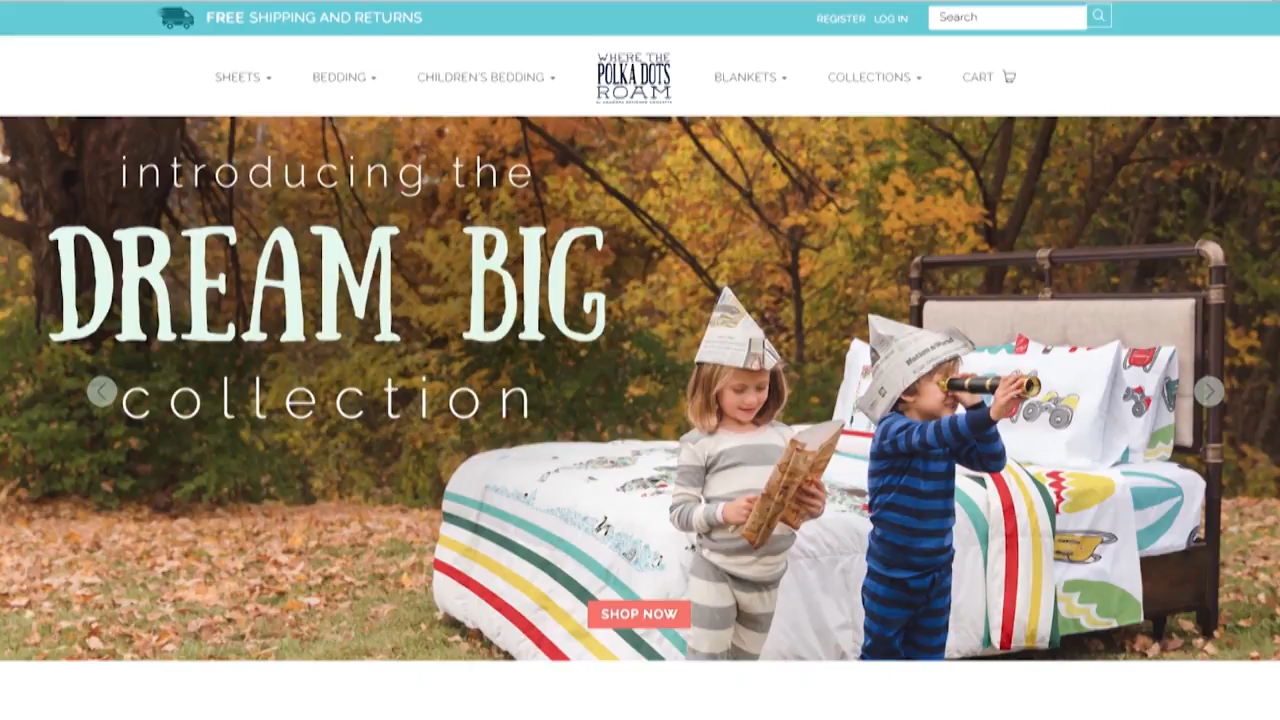 FREE SHIPPING AND RETURNS
REGISTER LOG IN Search
SHEETS BEDDING CHILDREN'S BEDDING
WHERE THE
POLKA DOTS
ROAM
BLANKETS COLLECTIONS CART
introducing the
DREAM BIG
collection
SHOP NOW